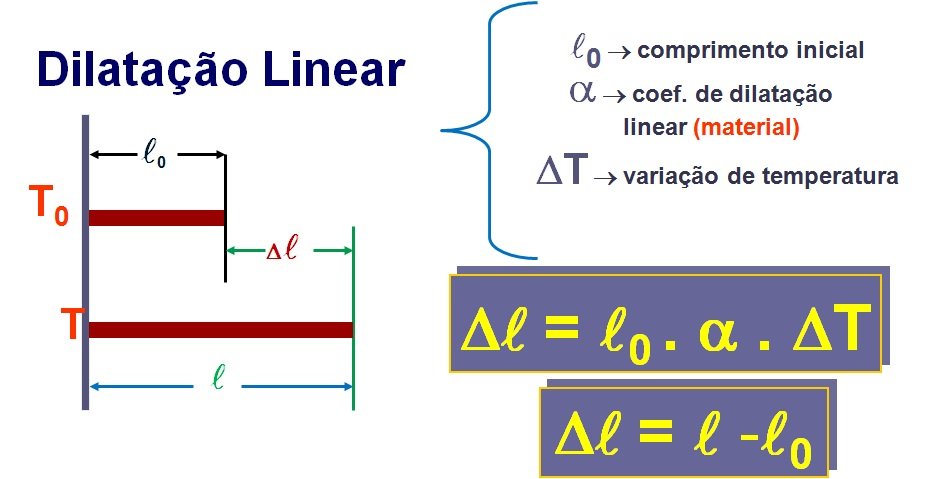 Dilatação Linear
ℓ0 → comprimento inicial
α → coef. de dilatação
linear (material)
ΔT → variação de temperatura
ℓ0
T0
Δℓ
T
ℓ
Δℓ = ℓ0 . α . ΔT
Δℓ = ℓ -ℓ0